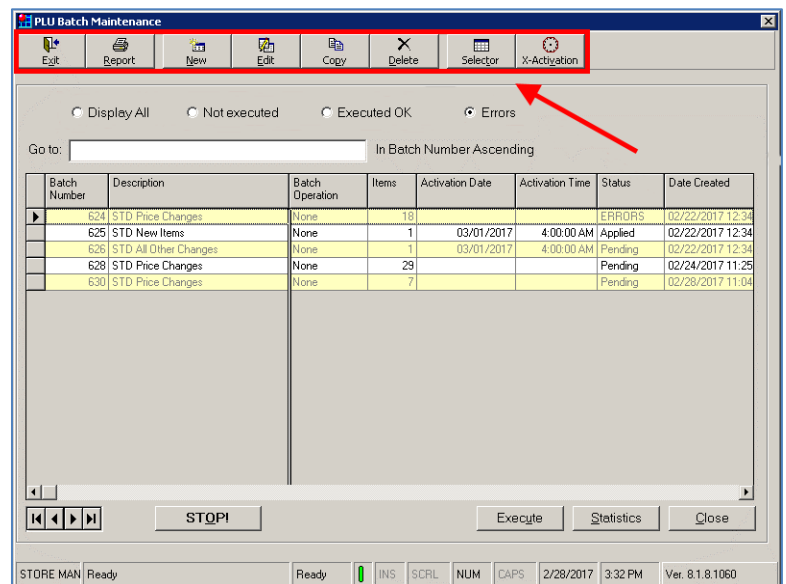 PLU Batch Maintenance
Exit Report New Edit Copy Delete Selector X-Activation
Display All Not executed Executed OK Errors
Go to: In Batch Number Ascending
Batch Number Description Batch Operation Items Activation Date Activation Time Status Date Created
624 STD Price Changes None 18 ERRORS 02/22/2017 12:34
625 STD New Items None 1 03/01/2017 4:00:00 AM Applied 02/22/2017 12:34
626 STD All Other Changes None 1 03/01/2017 4:00:00 AM Pending 02/22/2017 12:34
628 STD Price Changes None 29 Pending 02/24/2017 11:25
630 STD Price Changes None 7 Pending 02/28/2017 11:04
STOP! Execute Statistics Close
STORE MAN Ready Ready INS SCRL NUM CAPS 2/28/2017 3:32 PM Ver. 8.1.8.1060